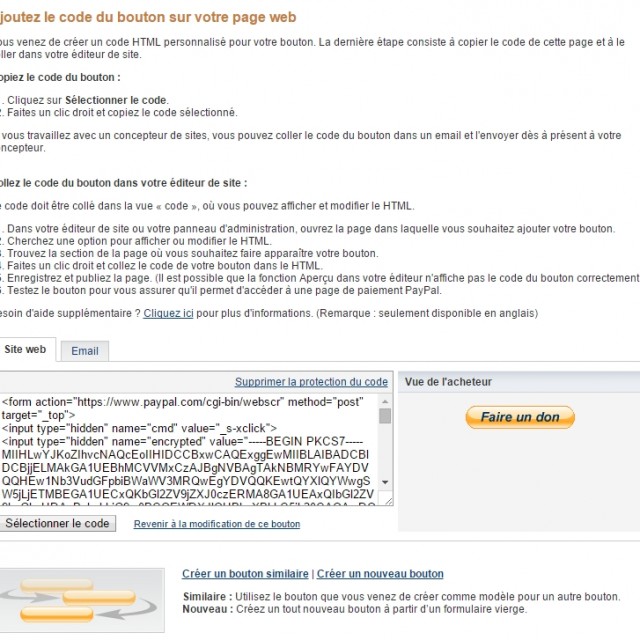 joutez le code du bouton sur votre page web
ous venez de créer un code HTML personnalisé pour votre bouton. La dernière étape consiste à copier le code de cette page et à le
ller dans votre éditeur de site.
opiez le code du bouton :
. Cliquez sur Sélectionner le code.
2. Faites un clic droit et copiez le code sélectionné.
vous travaillez avec un concepteur de sites, vous pouvez coller le code du bouton dans un email et l'envoyer dès à présent à votre
ncepteur.
ollez le code du bouton dans votre éditeur de site :
e code doit être collé dans la vue « code », où vous pouvez afficher et modifier le HTML.
. Dans votre éditeur de site ou votre panneau d'administration, ouvrez la page dans laquelle vous souhaitez ajouter votre bouton.
2. Cherchez une option pour afficher ou modifier le HTML.
3. Trouvez la section de la page où vous souhaitez faire apparaître votre bouton.
4. Faites un clic droit et collez le code de votre bouton dans le HTML.
5. Enregistrez et publiez la page. (Il est possible que la fonction Aperçu dans votre éditeur n'affiche pas le code du bouton correctement
6. Testez le bouton pour vous assurer qu'il permet d'accéder à une page de paiement PayPal.
esoin d'aide supplémentaire ? Cliquez ici pour plus d'informations. (Remarque : seulement disponible en anglais)
Site web Email
Supprimer la protection du code
Vue de l'acheteur
<form action="https://www.paypal.com/cgi-bin/webscr" method="post"
target="_top">
<input type="hidden" name="cmd" value="_s-xclick">
<input type="hidden" name="encrypted" value="-----BEGIN PKCS7-----
MIIHLwYJKoZIhvcNAQcEoIIHIDCCBxwCAQExggEwMIIBLAIBADCBl
DCBjjELMAkGA1UEBhMCVVMxCzAJBgNVBAgTAkNBMRYwFAYDV
QQHEw1Nb3VudGFpbiBWaWV3MRQwEgYDVQQKEwtQYXlQYWwgS
W5jLjETMBEGA1UECxQKbGl2ZV9jZXJ0czERMA8GA1UEAxQIbGl2ZV
Faire un don
Sélectionner le code Revenir à la modification de ce bouton
Créer un bouton similaire | Créer un nouveau bouton
Similaire : Utilisez le bouton que vous venez de créer comme modèle pour un autre bouton.
Nouveau : Créez un tout nouveau bouton à partir d'un formulaire vierge.